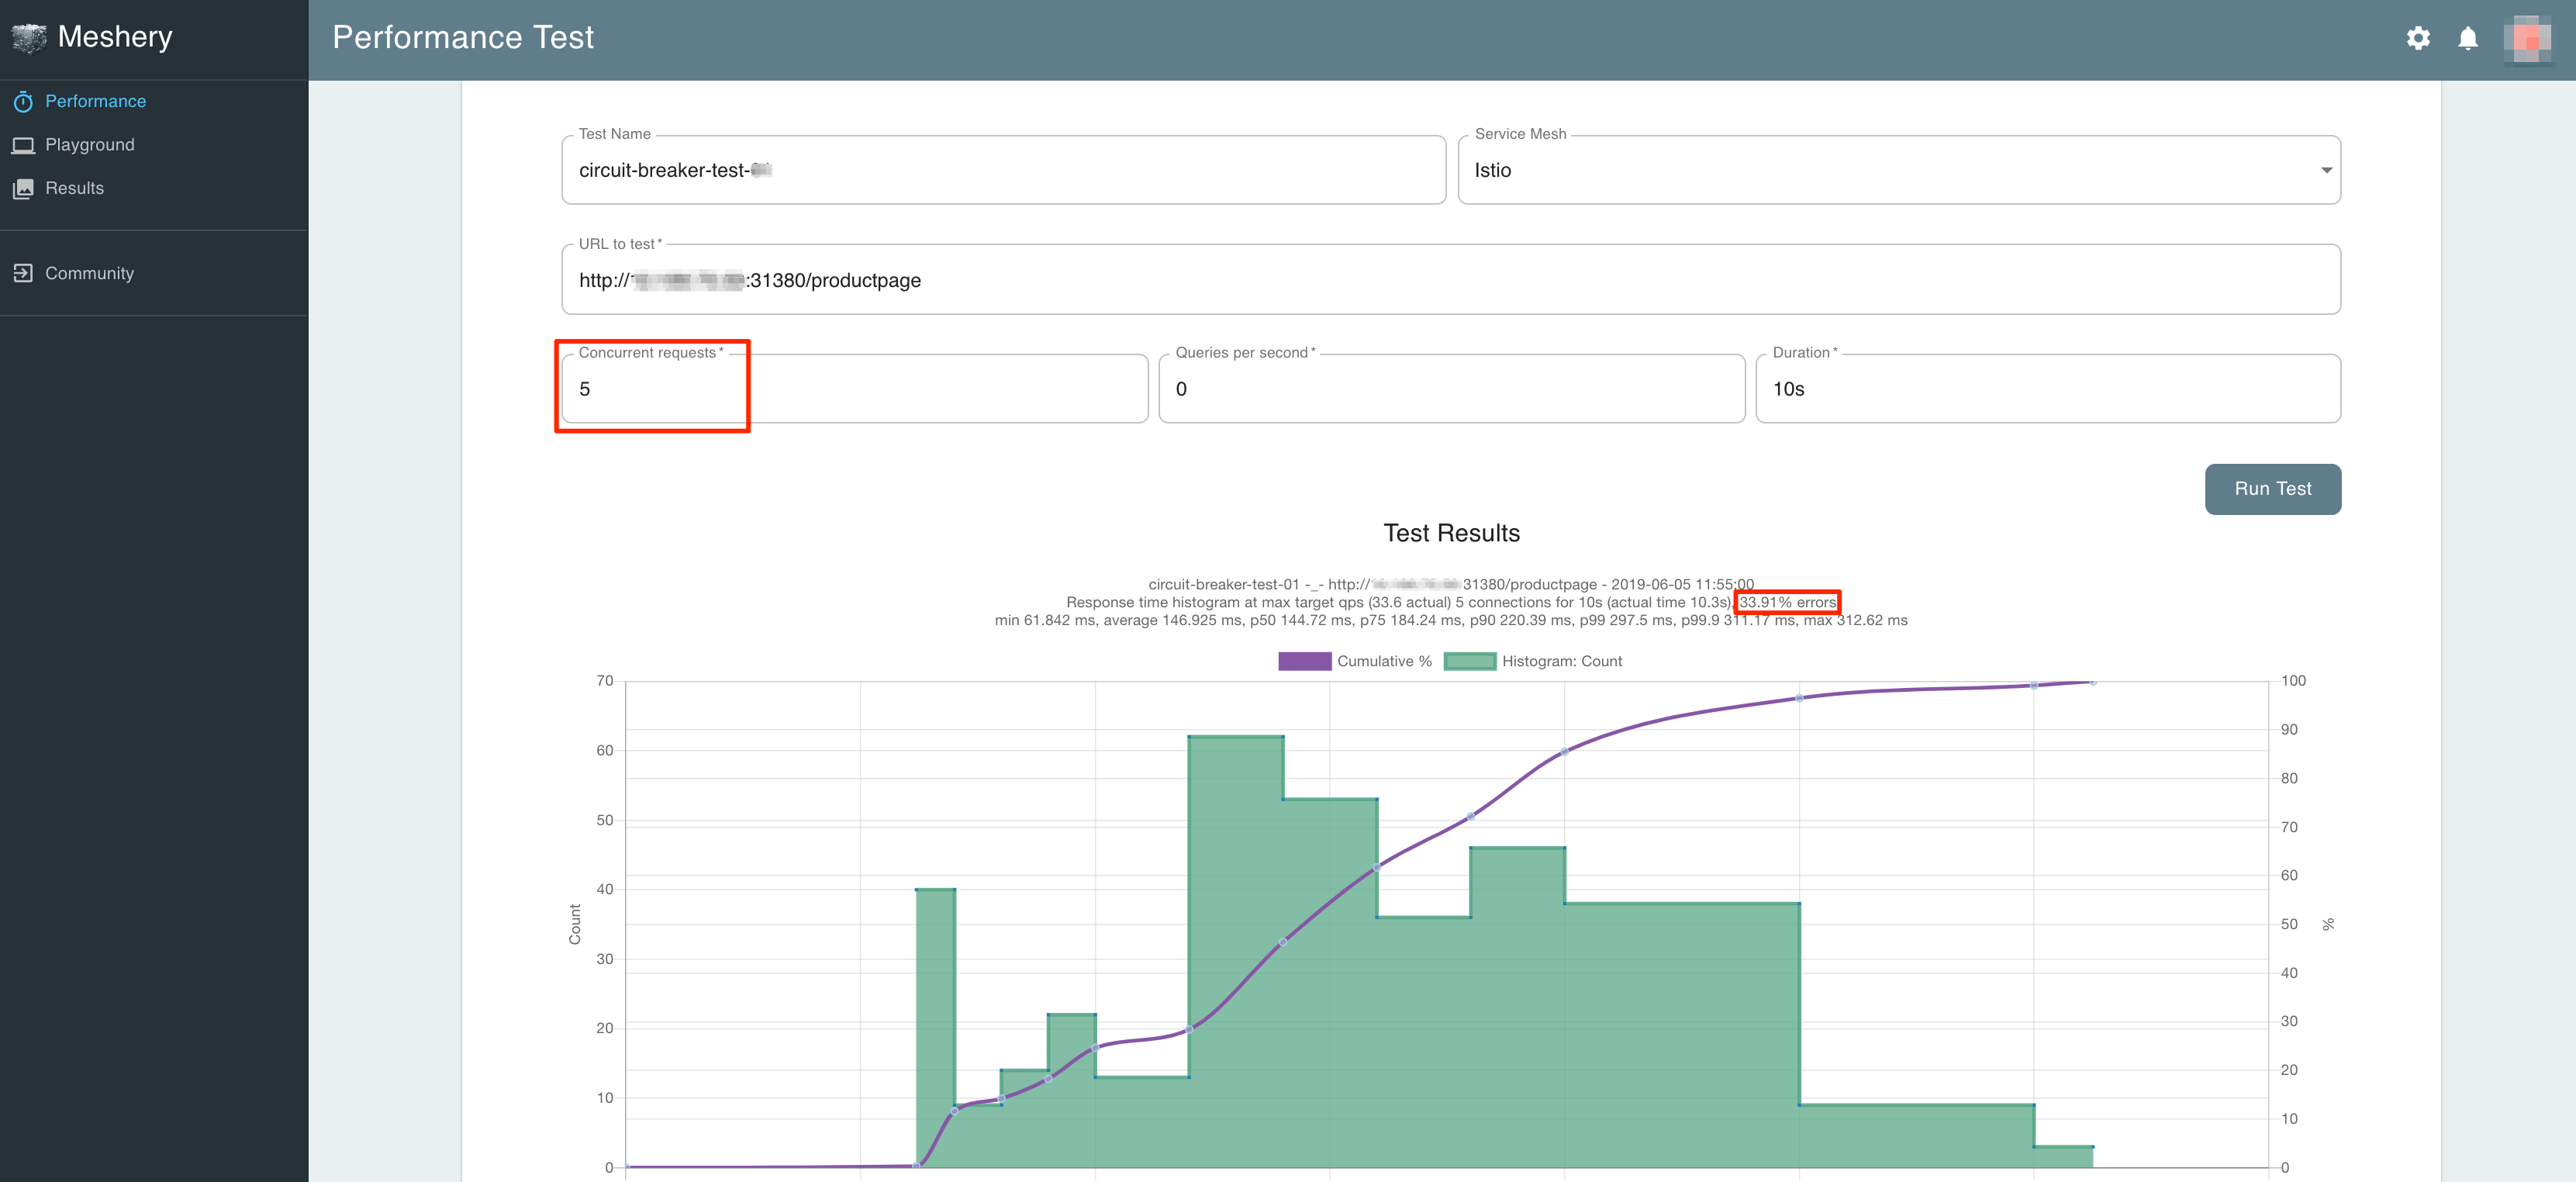 Meshery
Performance Test
Performance
Playground
Results
Community
Test Name
circuit-breaker-test-
Service Mesh
Istio
URL to test *
http:// :31380/productpage
Concurrent requests *
5
Queries per second *
0
Duration *
10s
Run Test
Test Results
circuit-breaker-test-01 -_- http:// 31380/productpage - 2019-06-05 11:55:00
Response time histogram at max target qps (33.6 actual) 5 connections for 10s (actual time 10.3s), 33.91% errors
min 61.842 ms, average 146.925 ms, p50 144.72 ms, p75 184.24 ms, p90 220.39 ms, p99 297.5 ms, p99.9 311.17 ms, max 312.62 ms
Cumulative % Histogram: Count
70
60
50
40
30
20
10
0
Count
100
90
80
70
60
50
40
30
20
10
0
%